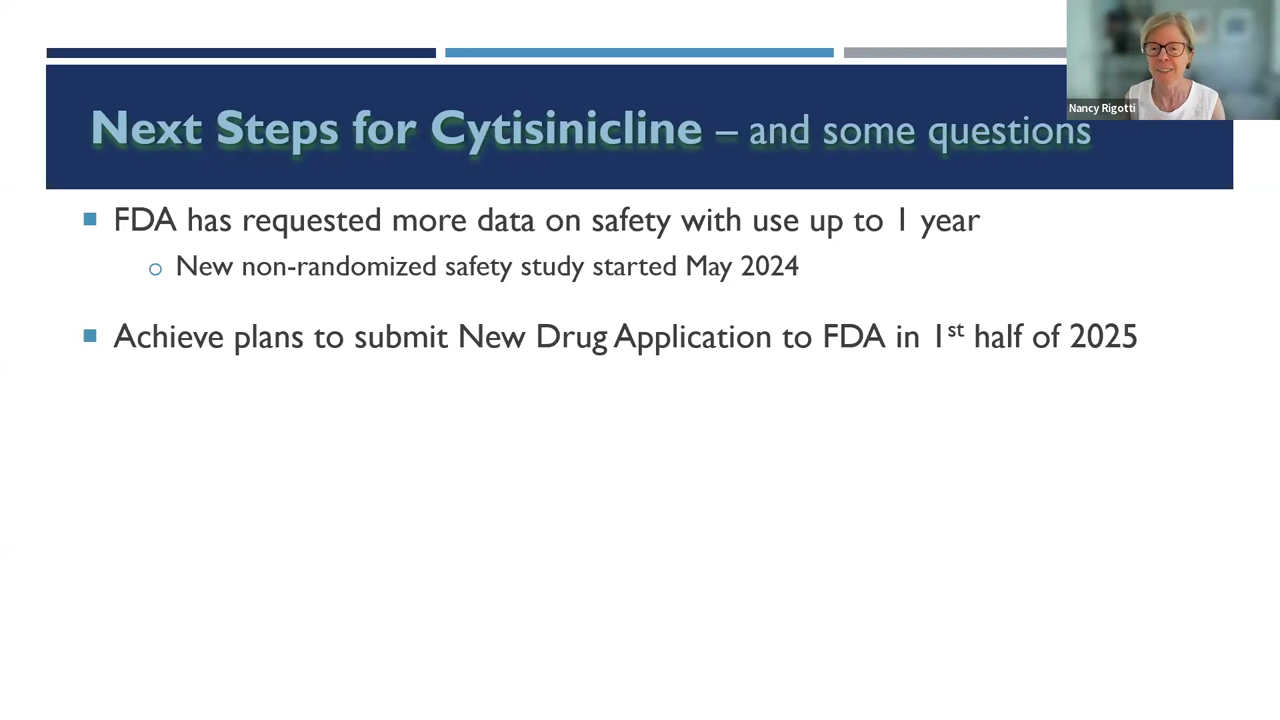 Nancy Rigotti
Next Steps for Cytisinicline – and some questions
FDA has requested more data on safety with use up to 1 year
New non-randomized safety study started May 2024
Achieve plans to submit New Drug Application to FDA in 1st half of 2025